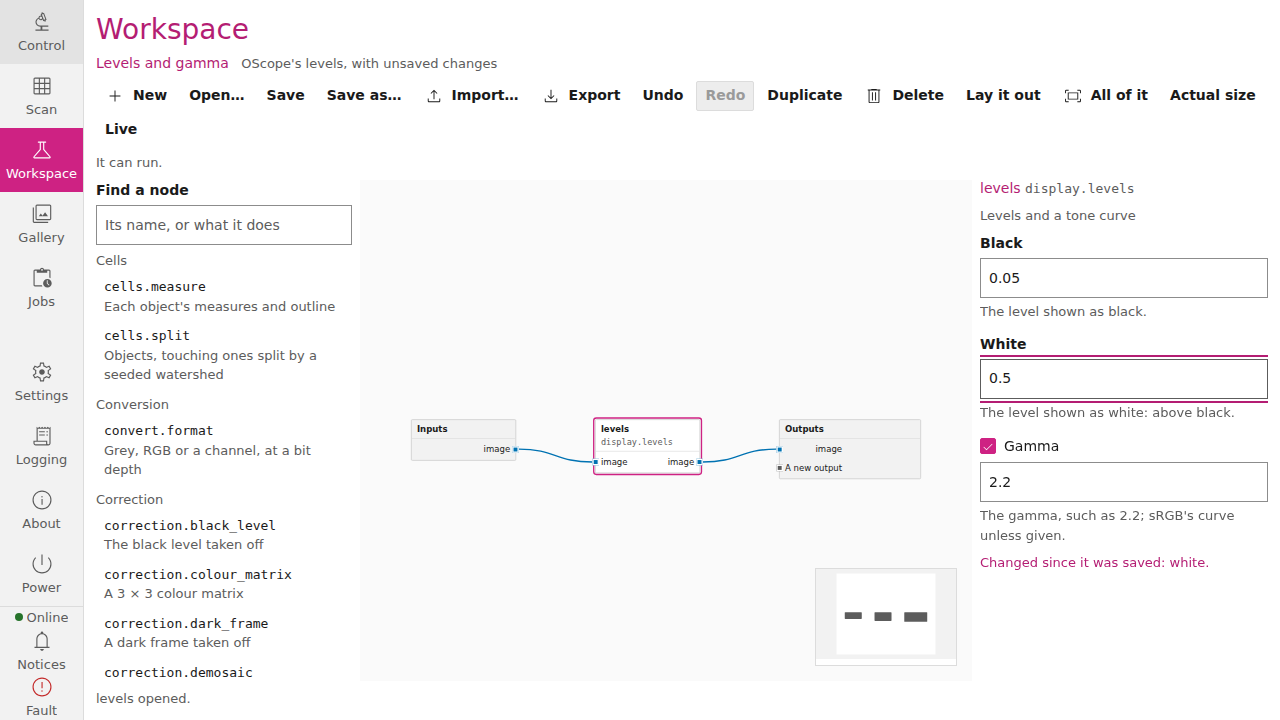 Control
Scan
Workspace
Gallery
Jobs
Settings
Logging
About
Power
Online
Notices
Fault
Workspace
Levels and gamma OScope's levels, with unsaved changes
New Open… Save Save as… Import… Export Undo Redo Duplicate Delete Lay it out All of it Actual size
Live
It can run.
Find a node
Its name, or what it does
Cells
cells.measure
Each object's measures and outline
cells.split
Objects, touching ones split by a
seeded watershed
Conversion
convert.format
Grey, RGB or a channel, at a bit
depth
Correction
correction.black_level
The black level taken off
correction.colour_matrix
A 3 × 3 colour matrix
correction.dark_frame
A dark frame taken off
correction.demosaic
levels opened.
Inputs
image
levels
display.levels
image image
Outputs
image
A new output
levels display.levels
Levels and a tone curve
Black
0.05
The level shown as black.
White
0.5
The level shown as white: above black.
Gamma
2.2
The gamma, such as 2.2; sRGB's curve
unless given.
Changed since it was saved: white.